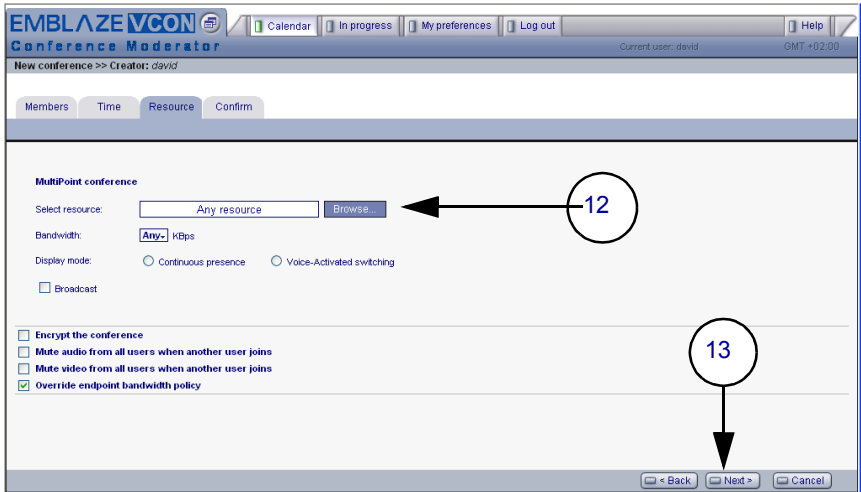 EMBLAZE VCON
Calendar In progress My preferences Log out Help
Conference Moderator Current user: david GMT +02:00
New conference >> Creator: david
Members Time Resource Confirm
MultiPoint conference
Select resource: Any resource Browse... 12
Bandwidth: Any KBps
Display mode: Continuous presence Voice-Activated switching
Broadcast
Encrypt the conference
Mute audio from all users when another user joins
Mute video from all users when another user joins
Override endpoint bandwidth policy
13
< Back Next > Cancel